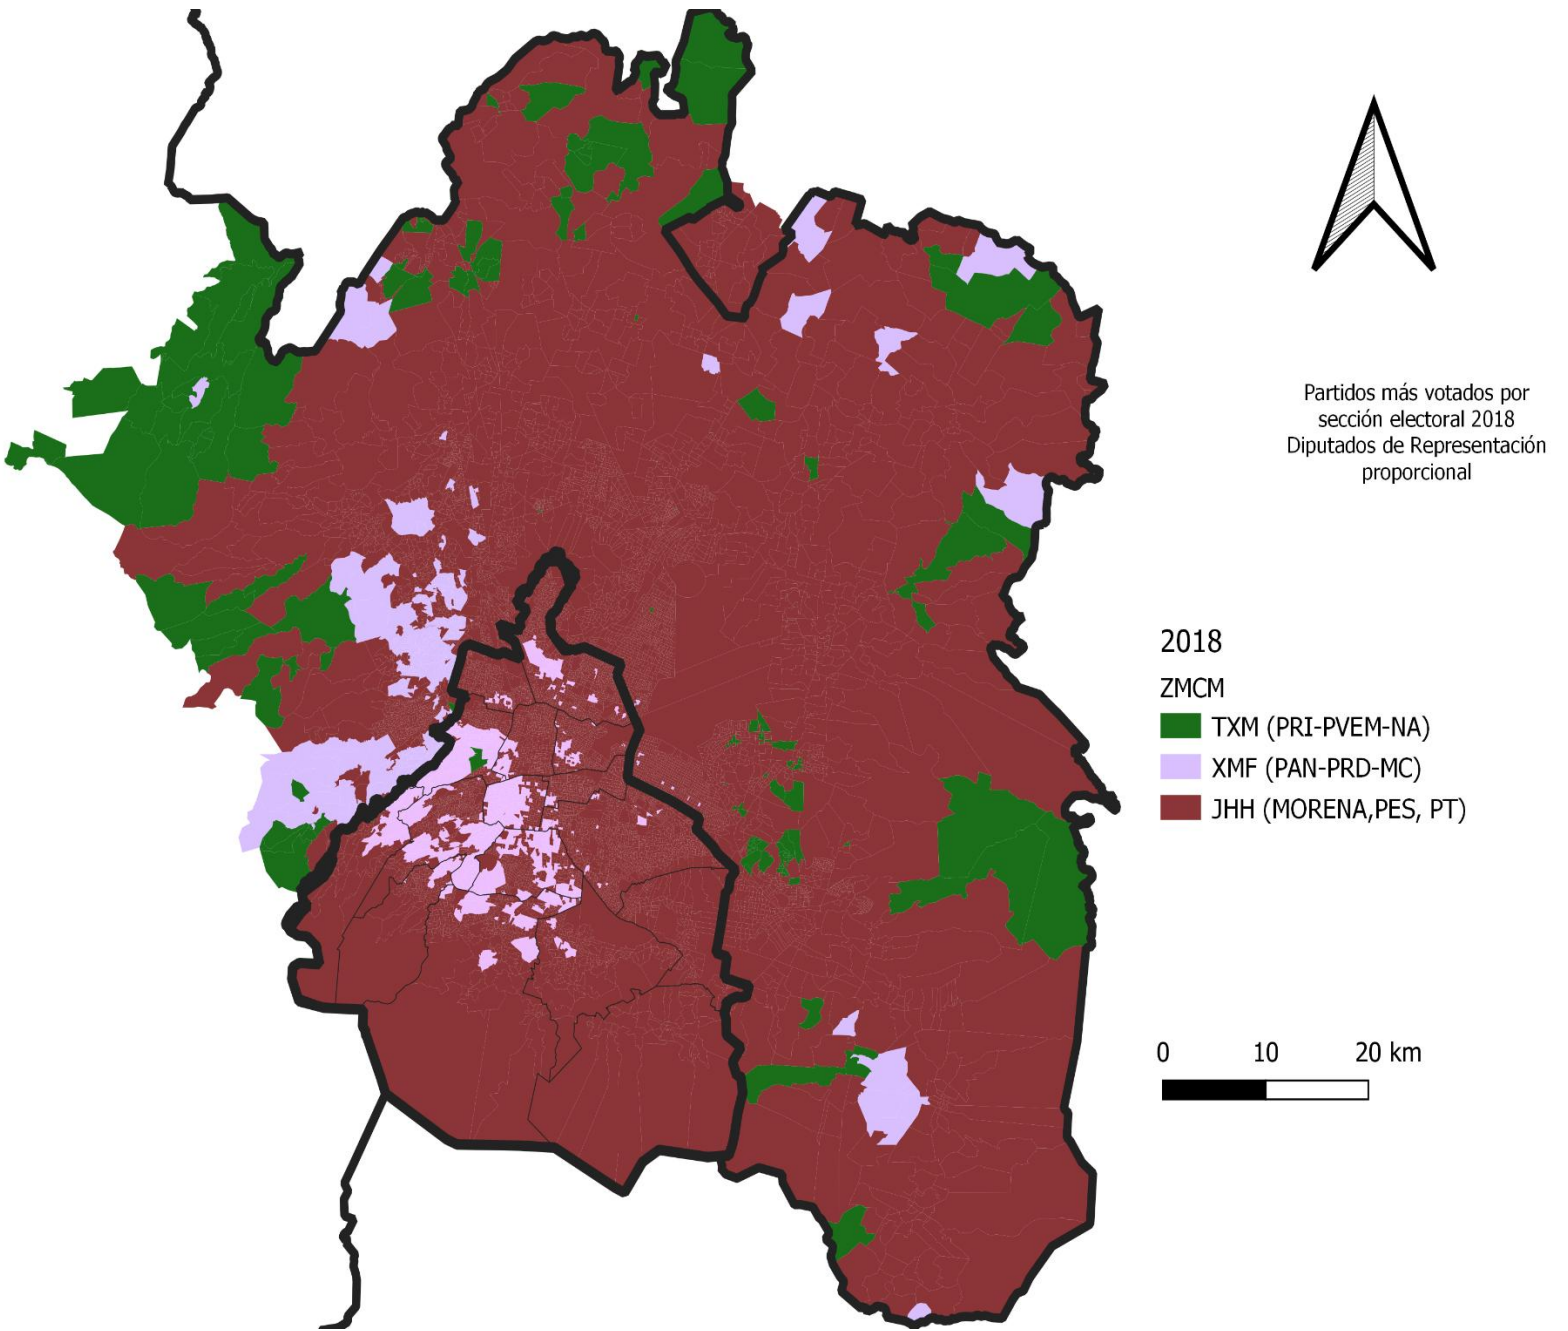 Partidos más votados por
sección electoral 2018
Diputados de Representación
proporcional
2018
ZMCM
TXM (PRI-PVEM-NA)
XMF (PAN-PRD-MC)
JHH (MORENA,PES, PT)
0 10 20 km